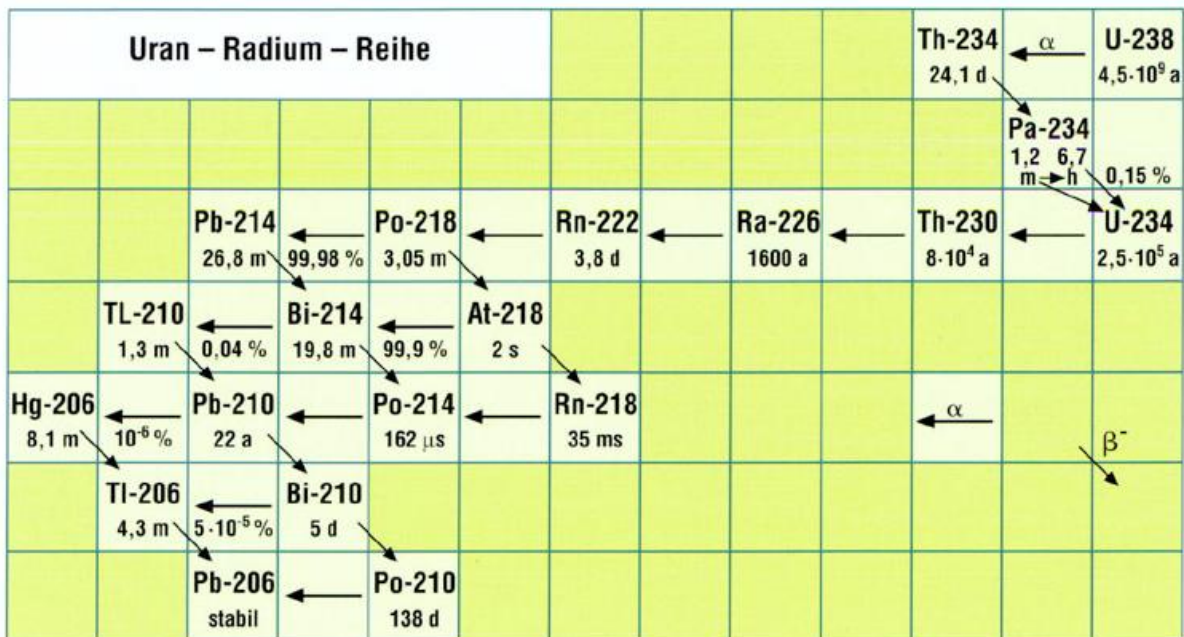 Uran – Radium – Reihe
Th-234 α U-238
24,1 d 4,5·10⁹ a
Pa-234
1,2 6,7
m h 0,15 %
Pb-214 Po-218 Rn-222 Ra-226 Th-230 U-234
26,8 m 99,98 % 3,05 m 3,8 d 1600 a 8·10⁴ a 2,5·10⁵ a
TL-210 Bi-214 At-218
1,3 m 0,04 % 19,8 m 99,9 % 2 s
Hg-206 Pb-210 Po-214 Rn-218 α
8,1 m 10⁻⁶ % 22 a 162 µs 35 ms β⁻
Tl-206 Bi-210
4,3 m 5·10⁻⁵ % 5 d
Pb-206 Po-210
stabil 138 d